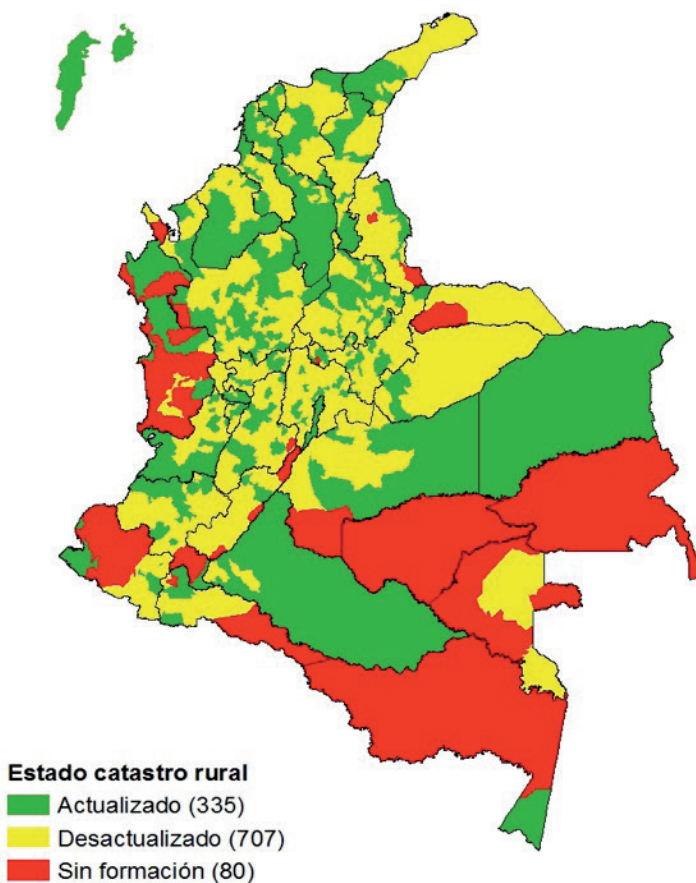 Estado catastro rural
Actualizado (335)
Desactualizado (707)
Sin formación (80)